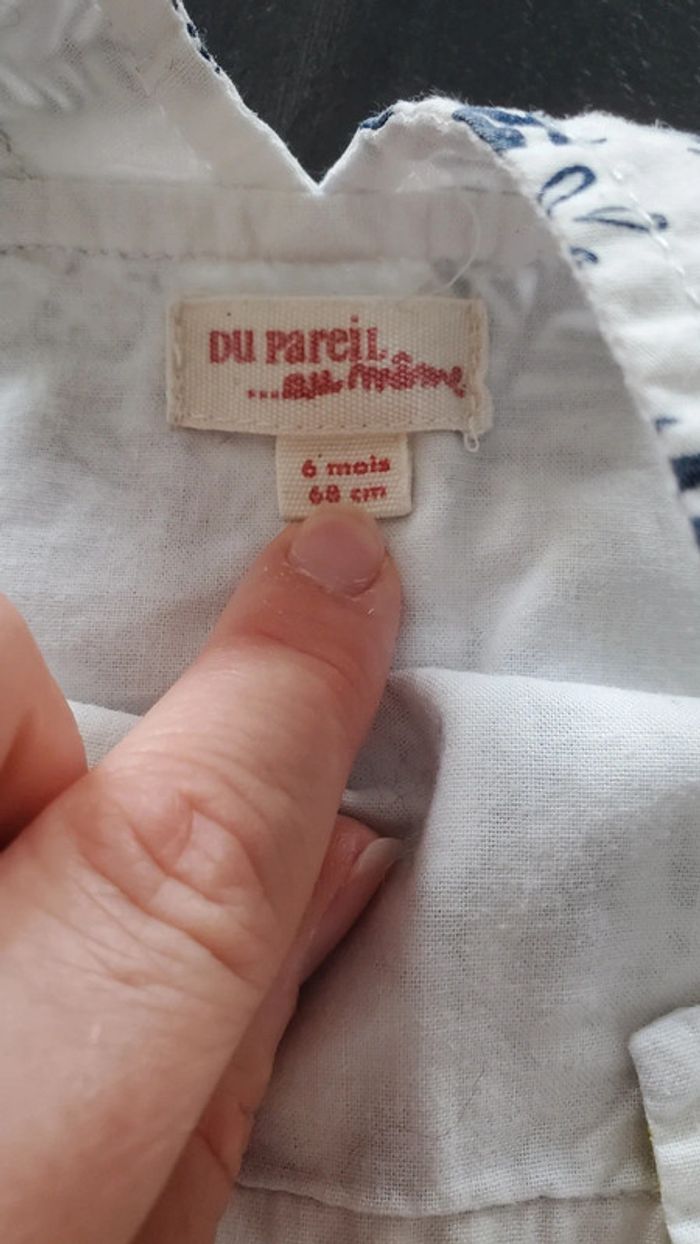 DU PAREIL
...AU MÊME
6 mois
68 cm